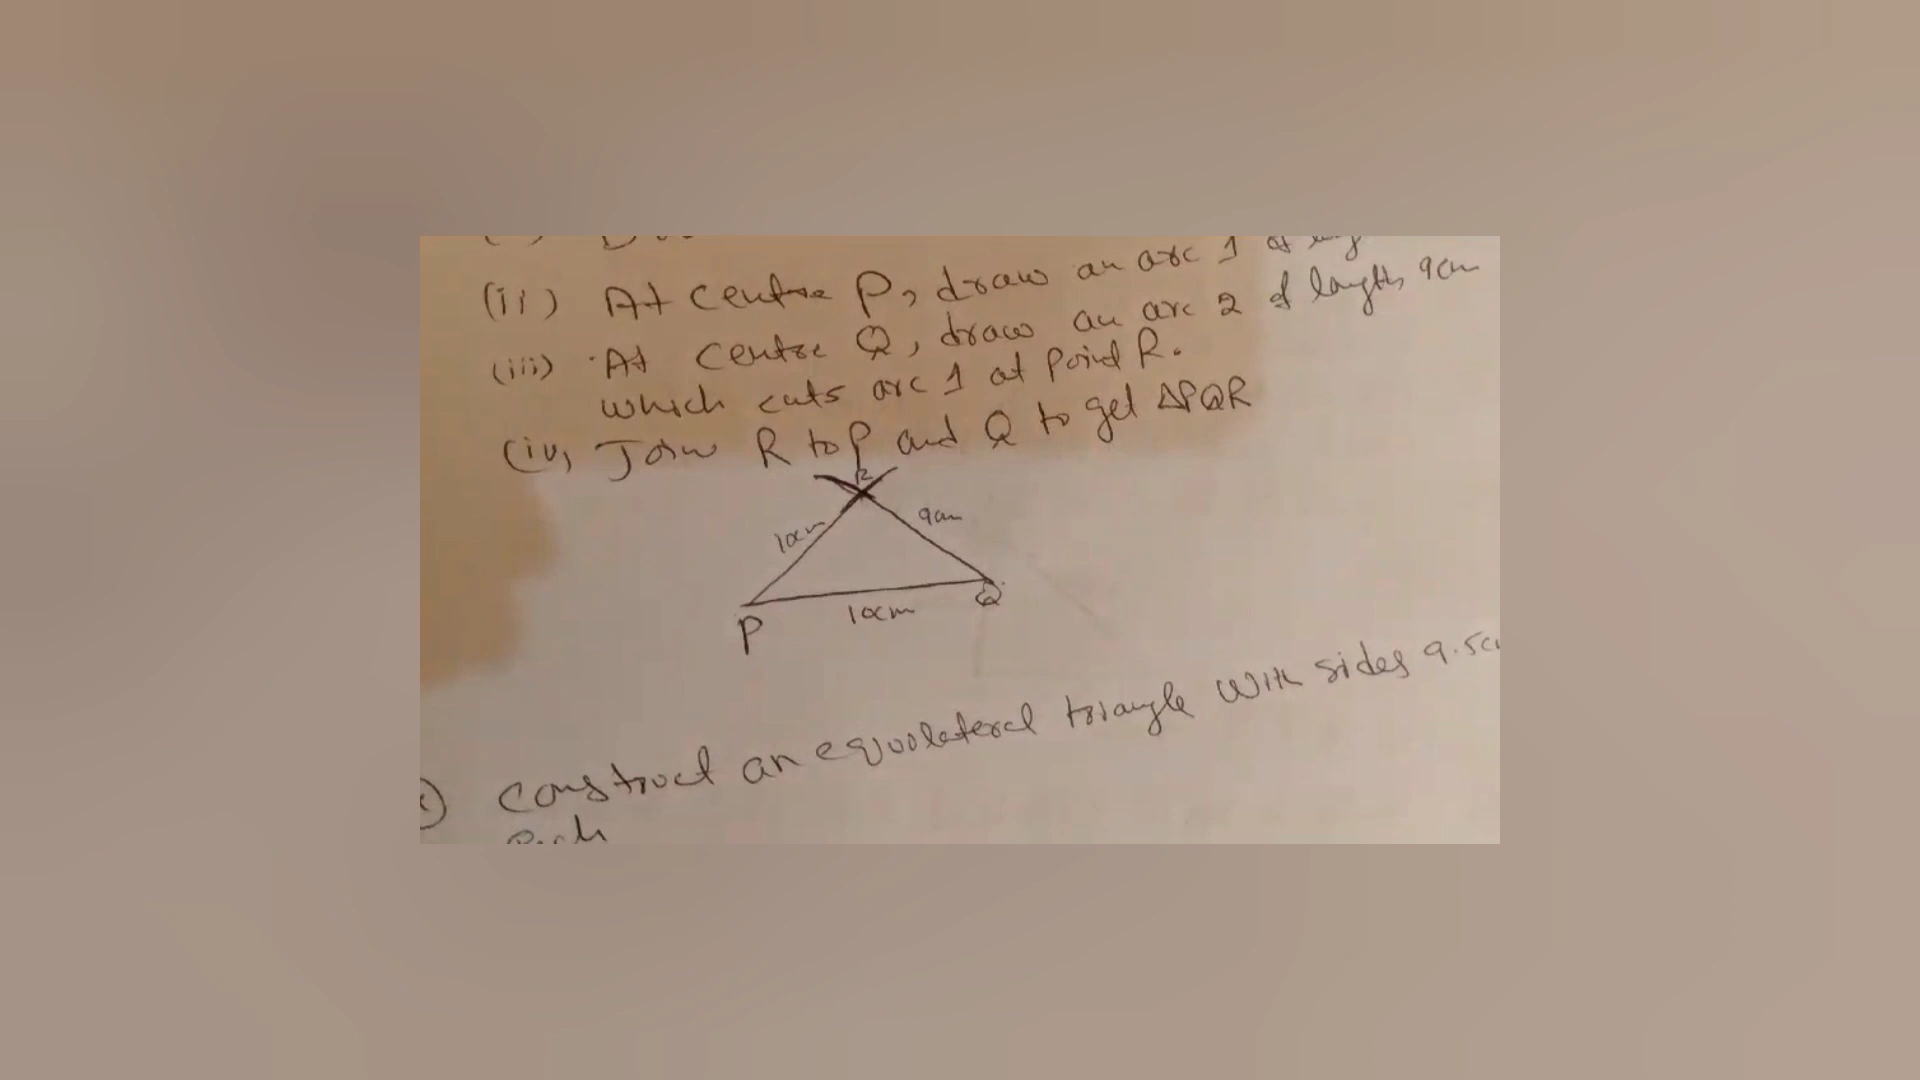 (ii) At centre P, draw an arc 1 of
(iii) At centre Q, draw an arc 2 of length 9cm
which cuts arc 1 at point R.
(iv) Join R to P and Q to get ΔPQR
R
10cm
9cm
10cm
P
Q
Construct an equilateral triangle With sides 9.5c